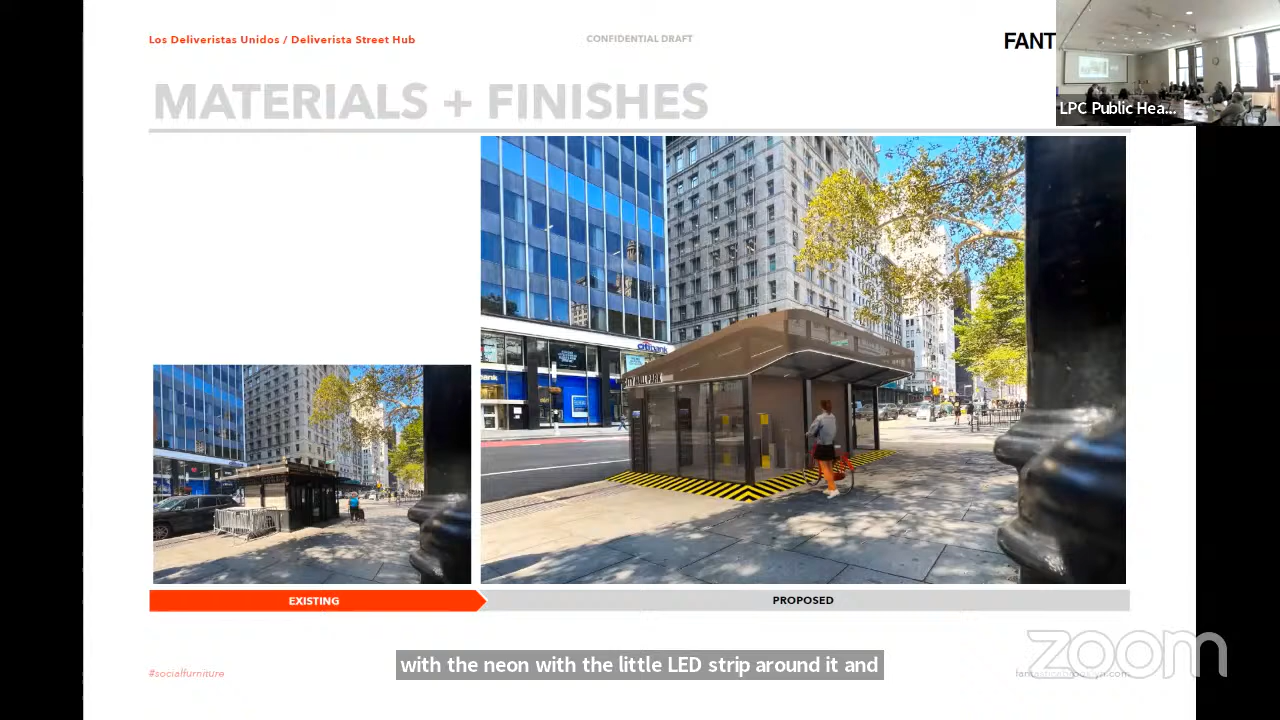 Los Deliveristas Unidos / Deliverista Street Hub
CONFIDENTIAL DRAFT
FANT
LPC Public Hea...
MATERIALS + FINISHES
citibank
CITY HALL PARK
EXISTING
PROPOSED
with the neon with the little LED strip around it and
zoom
#socialfurniture